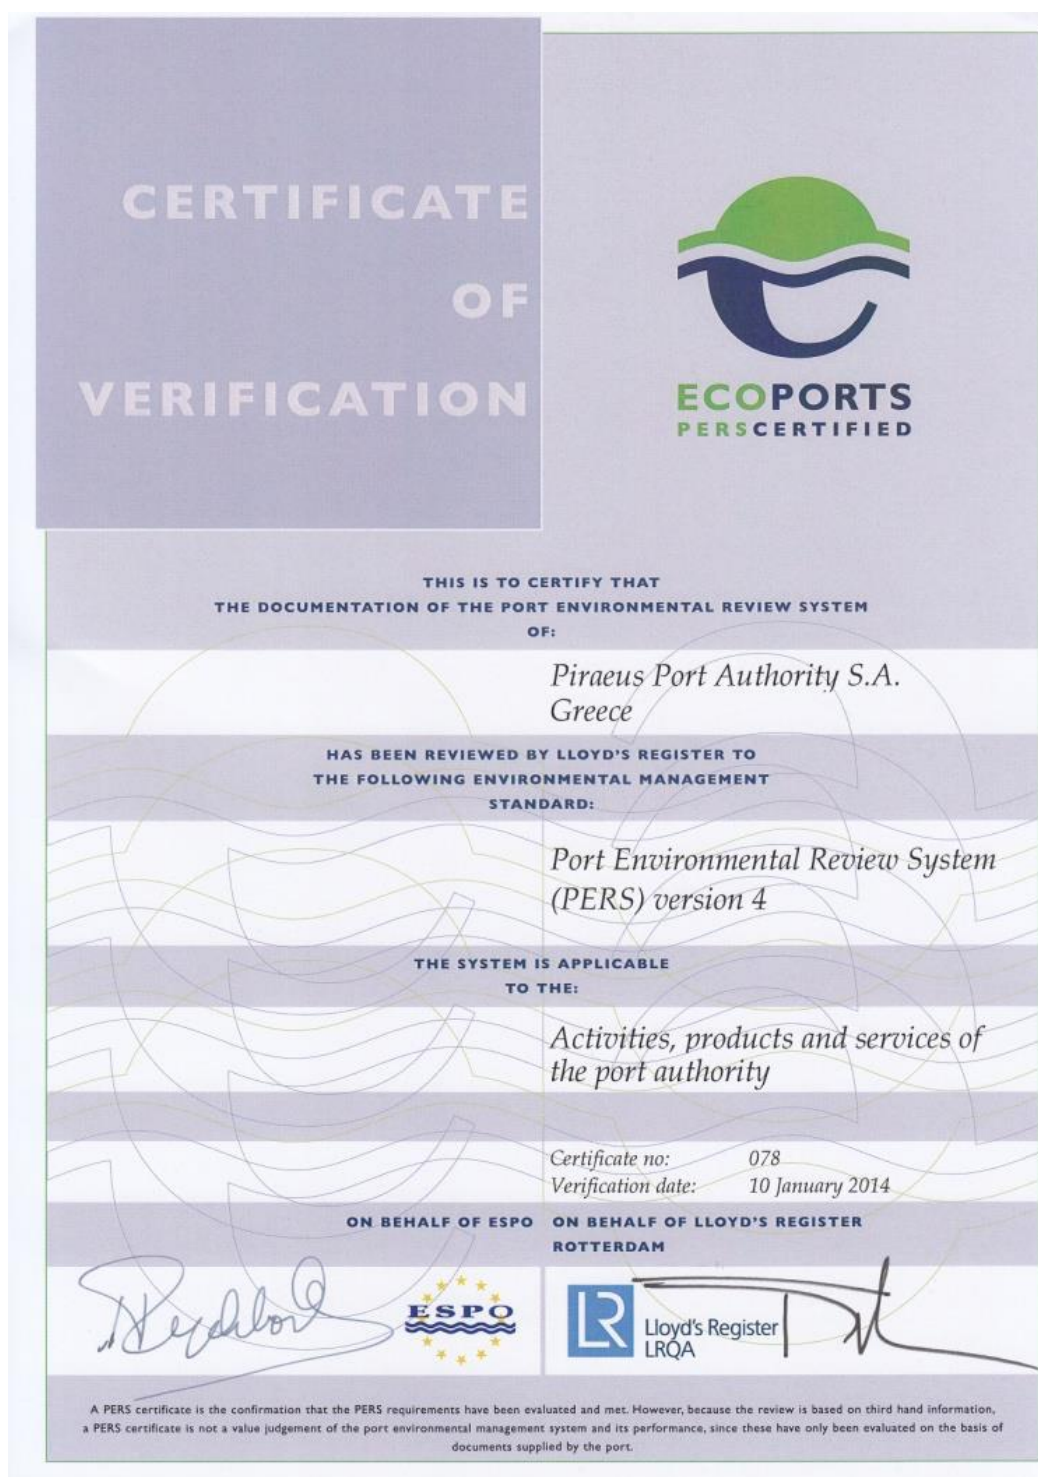 CERTIFICATE
OF
VERIFICATION
ECOPORTS
PERSCERTIFIED
THIS IS TO CERTIFY THAT
THE DOCUMENTATION OF THE PORT ENVIRONMENTAL REVIEW SYSTEM
OF:
Piraeus Port Authority S.A.
Greece
HAS BEEN REVIEWED BY LLOYD'S REGISTER TO
THE FOLLOWING ENVIRONMENTAL MANAGEMENT
STANDARD:
Port Environmental Review System
(PERS) version 4
THE SYSTEM IS APPLICABLE
TO THE:
Activities, products and services of
the port authority
Certificate no: 078
Verification date: 10 January 2014
ON BEHALF OF ESPO
ON BEHALF OF LLOYD'S REGISTER
ROTTERDAM
ESPO
LR
Lloyd's Register
LRQA
A PERS certificate is the confirmation that the PERS requirements have been evaluated and met. However, because the review is based on third hand information,
a PERS certificate is not a value judgement of the port environmental management system and its performance, since these have only been evaluated on the basis of
documents supplied by the port.